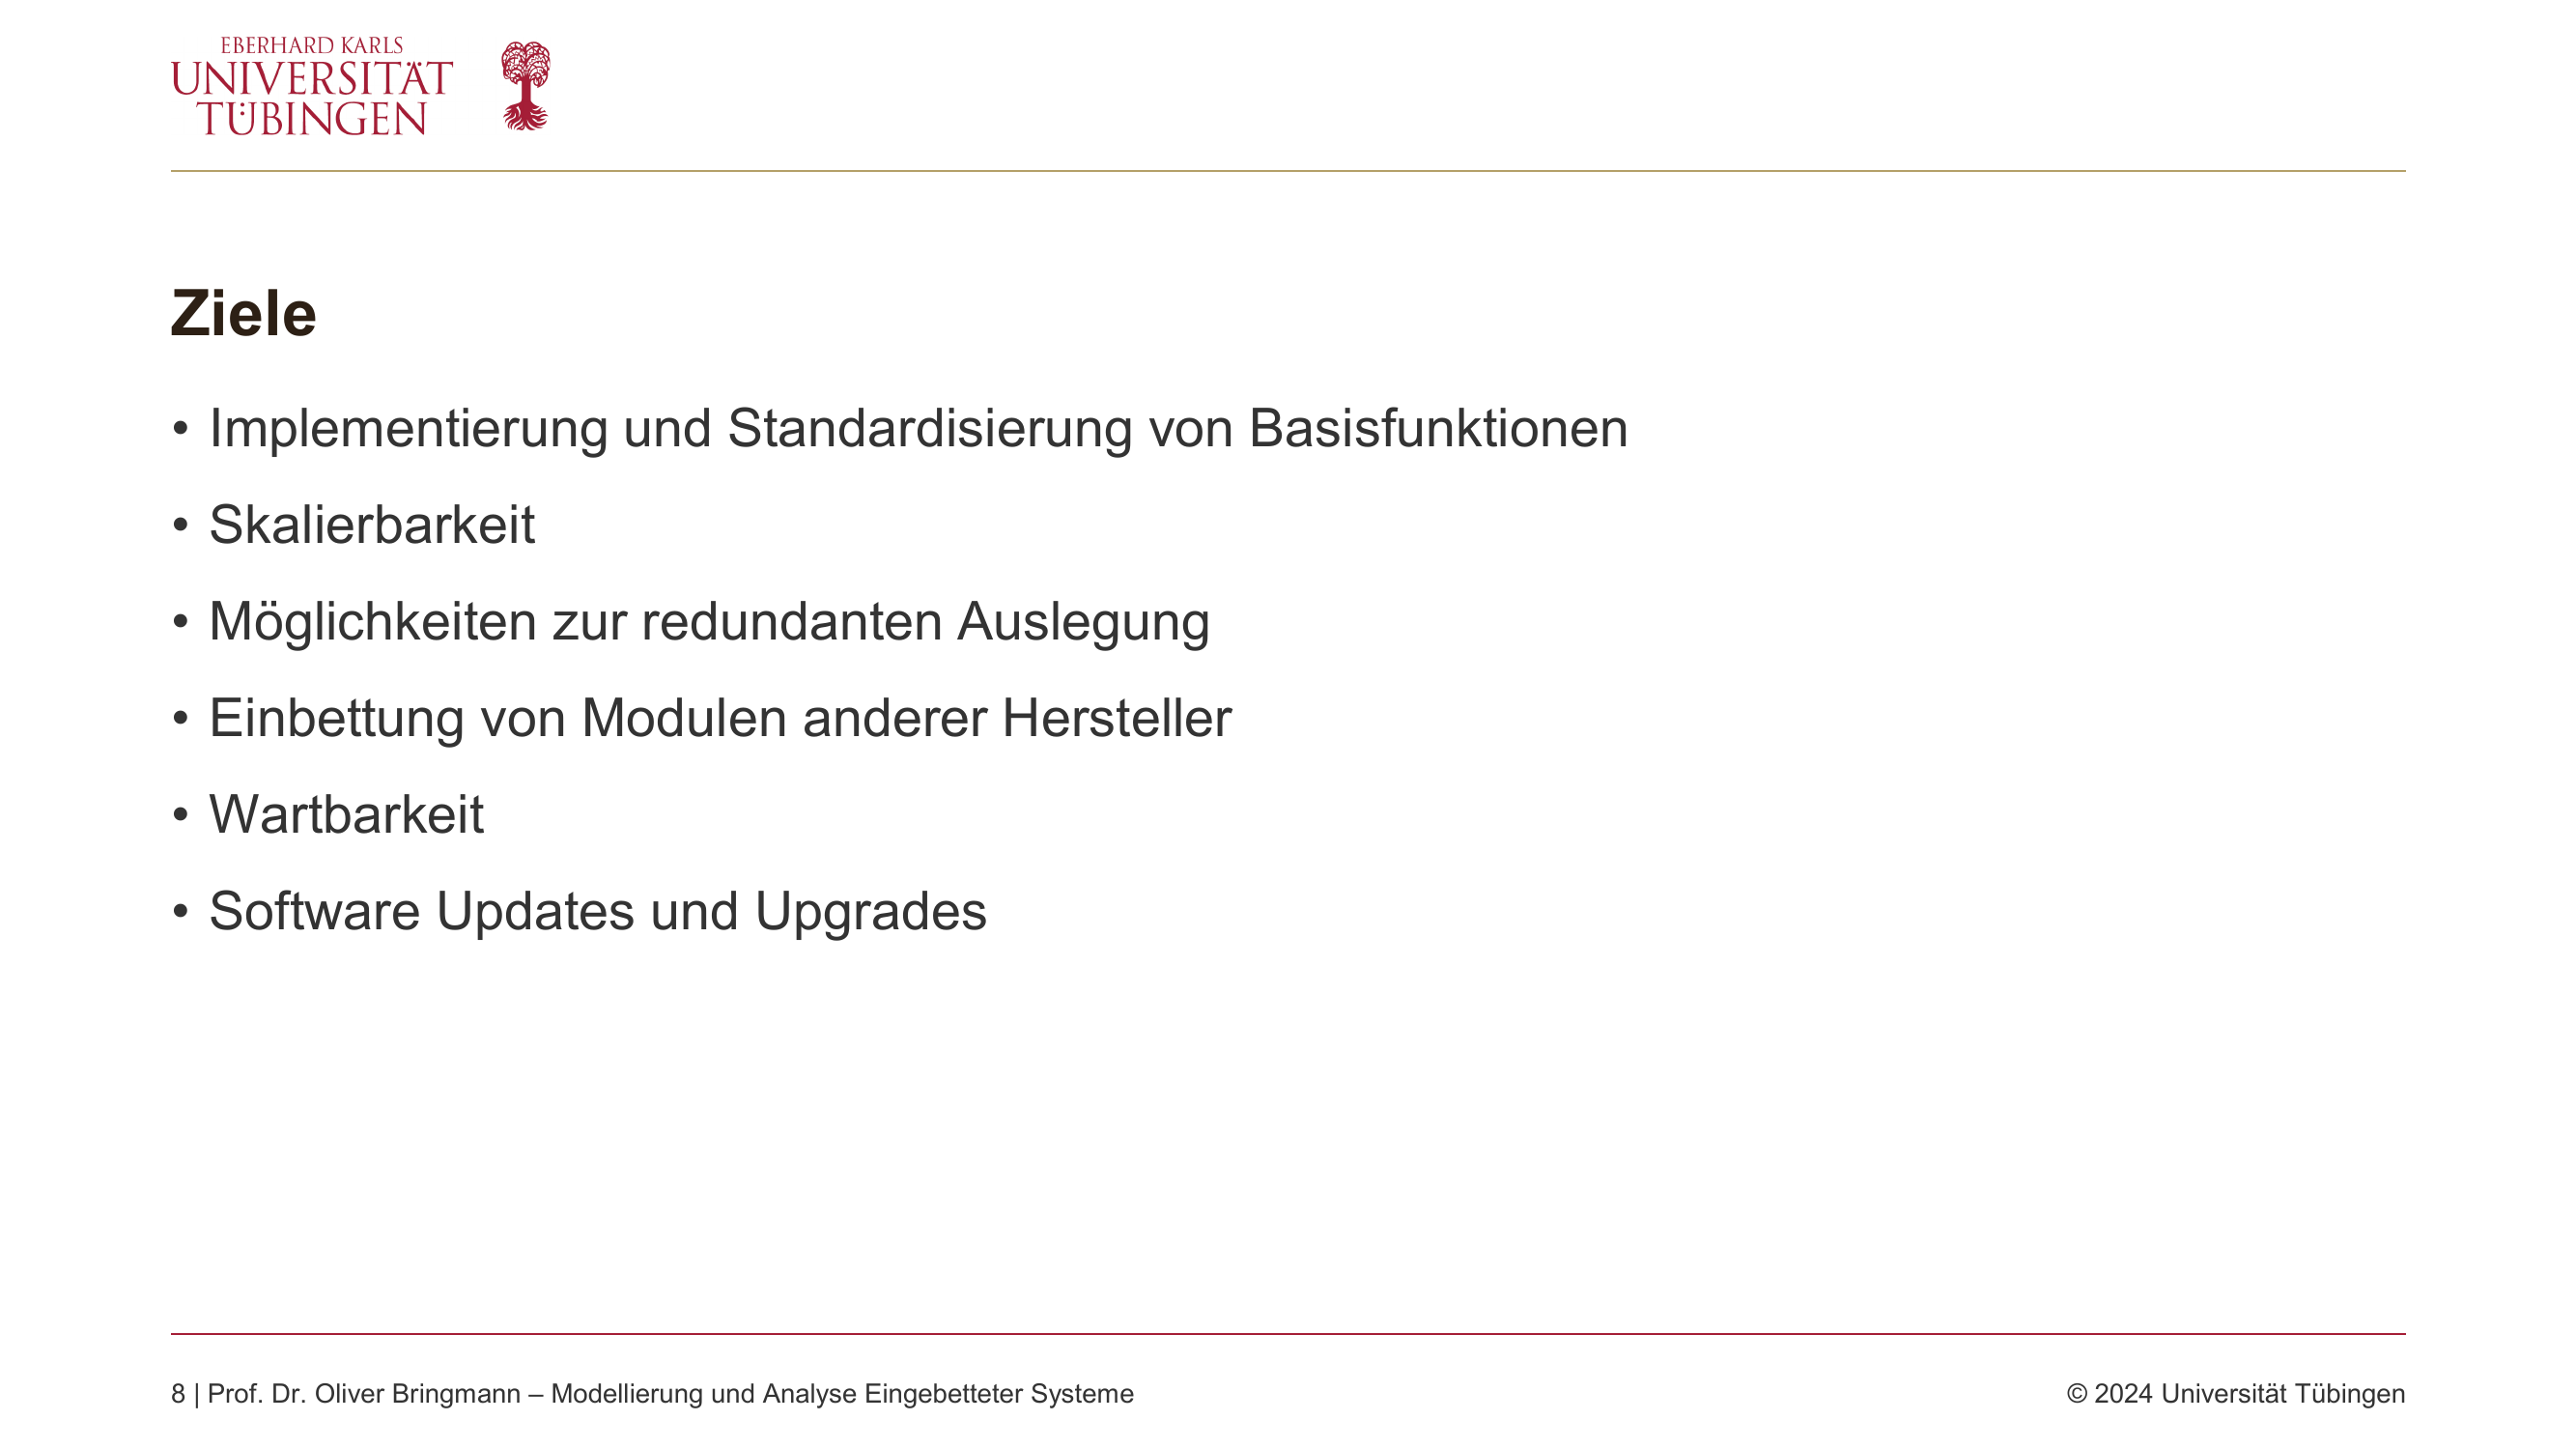 EBERHARD KARLS
UNIVERSITÄT
TÜBINGEN
Ziele
• Implementierung und Standardisierung von Basisfunktionen
• Skalierbarkeit
• Möglichkeiten zur redundanten Auslegung
• Einbettung von Modulen anderer Hersteller
• Wartbarkeit
• Software Updates und Upgrades
8 | Prof. Dr. Oliver Bringmann – Modellierung und Analyse Eingebetteter Systeme
© 2024 Universität Tübingen